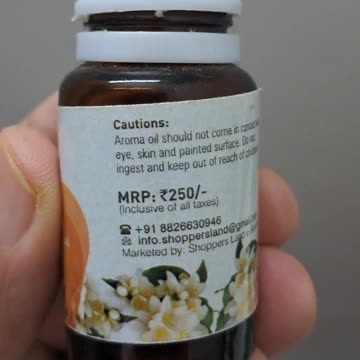 Cautions:
Aroma oil should not come in contact
eye, skin and painted surface. Do
ingest and keep out of reach of
MRP: ₹250/-
(Inclusive of all taxes)
+91 8826630946
info.shoppersland@gmail.com
Marketed by: Shoppers Land